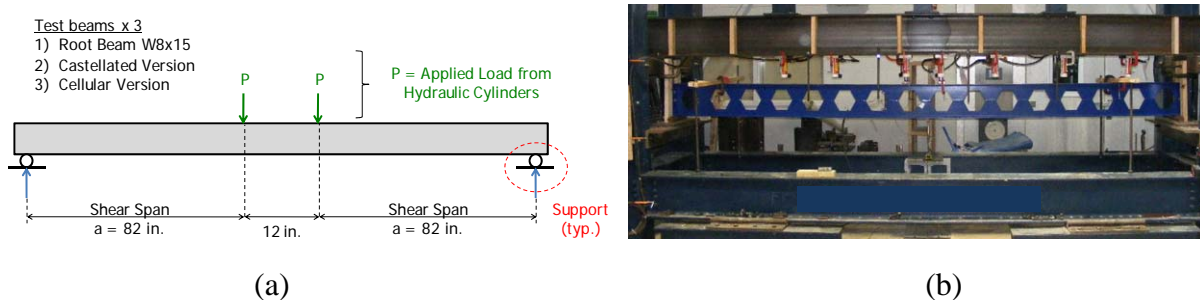 Test beams x 3
1) Root Beam W8x15
2) Castellated Version
3) Cellular Version
P
P
P = Applied Load from
Hydraulic Cylinders
Shear Span
a = 82 in.
12 in.
Shear Span
a = 82 in.
Support
(typ.)
(a)
(b)